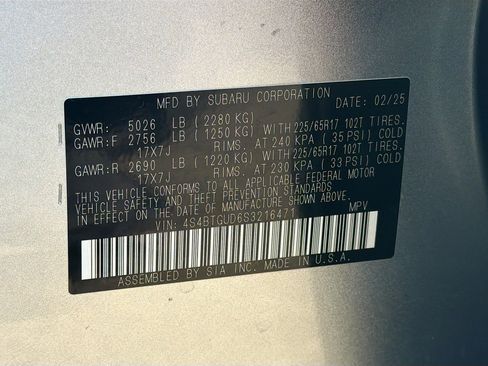 MFD BY SUBARU CORPORATION DATE: 02/25
GVWR: 5026 LB (2280 KG)
GAWR:F 2756 LB (1250 KG) WITH 225/65R17 102T TIRES.
17X7J RIMS. AT 240 KPA (35 PSI) COLD
GAWR:R 2690 LB (1220 KG) WITH 225/65R17 102T TIRES.
17X7J RIMS. AT 230 KPA (33 PSI) COLD
THIS VEHICLE CONFORMS TO ALL APPLICABLE FEDERAL MOTOR
VEHICLE SAFETY AND THEFT PREVENTION STANDARDS
IN EFFECT ON THE DATE OF MANUFACTURE SHOWN ABOVE.
VIN: 4S4BTGUD6S3216471 MPV
ASSEMBLED BY SIA INC. MADE IN U.S.A.